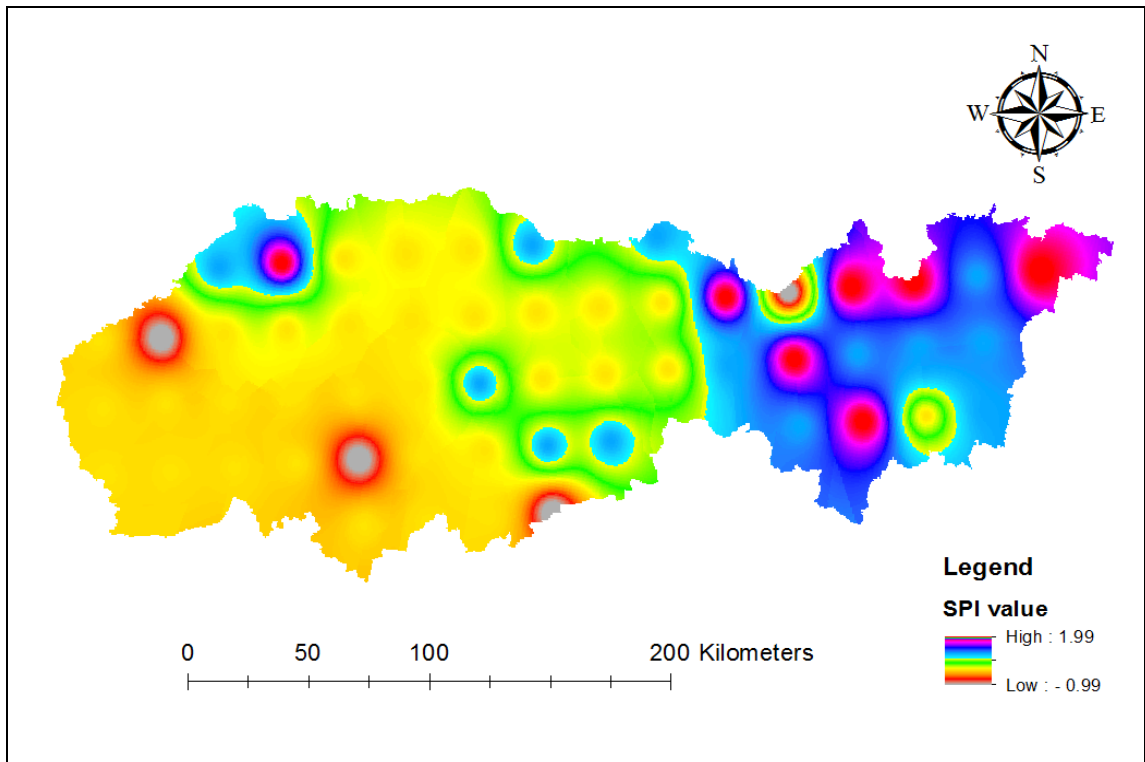 N
W E
S
Legend
SPI value
High : 1.99
Low : - 0.99
0 50 100 200 Kilometers